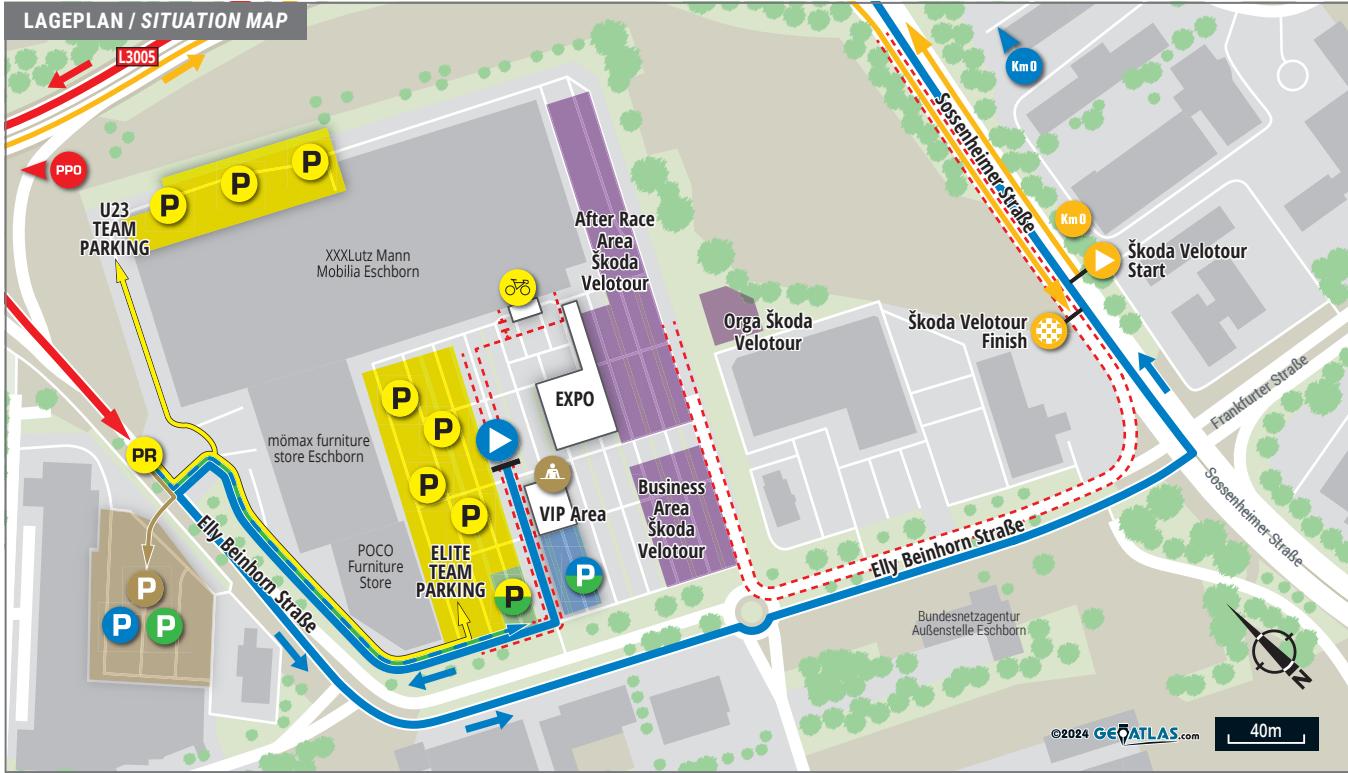 LAGEPLAN / SITUATION MAP
L3005
Km 0
PPO
P
P
P
U23
TEAM
PARKING
XXXLutz Mann
Mobilia Eschborn
After Race
Area
Škoda
Velotour
Sossenheimer Straße
Km 0
Škoda Velotour
Start
Škoda Velotour
Finish
Orga Škoda
Velotour
Frankfurter Straße
EXPO
P
P
P
P
mömax furniture
store Eschborn
PR
VIP Area
Business
Area
Škoda
Velotour
Sossenheimer Straße
Elly Beinhorn Straße
POCO
Furniture
Store
ELITE
TEAM
PARKING
P
P
Elly Beinhorn Straße
P
P
P
Bundesnetzagentur
Außenstelle Eschborn
N
©2024 GEOATLAS.com
40m